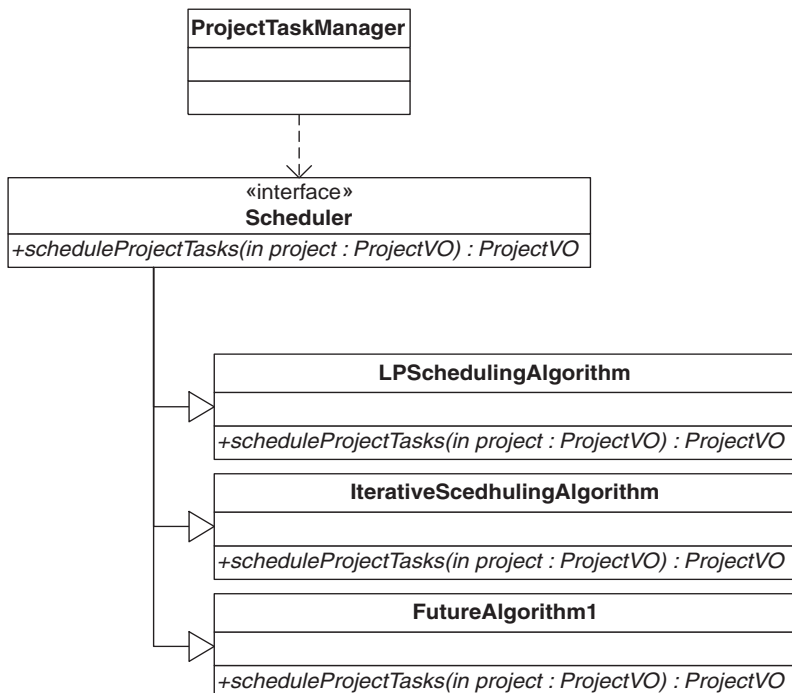 ProjectTaskManager
«interface»
Scheduler
+scheduleProjectTasks(in project : ProjectVO) : ProjectVO
LPSchedulingAlgorithm
+scheduleProjectTasks(in project : ProjectVO) : ProjectVO
IterativeScedhulingAlgorithm
+scheduleProjectTasks(in project : ProjectVO) : ProjectVO
FutureAlgorithm1
+scheduleProjectTasks(in project : ProjectVO) : ProjectVO